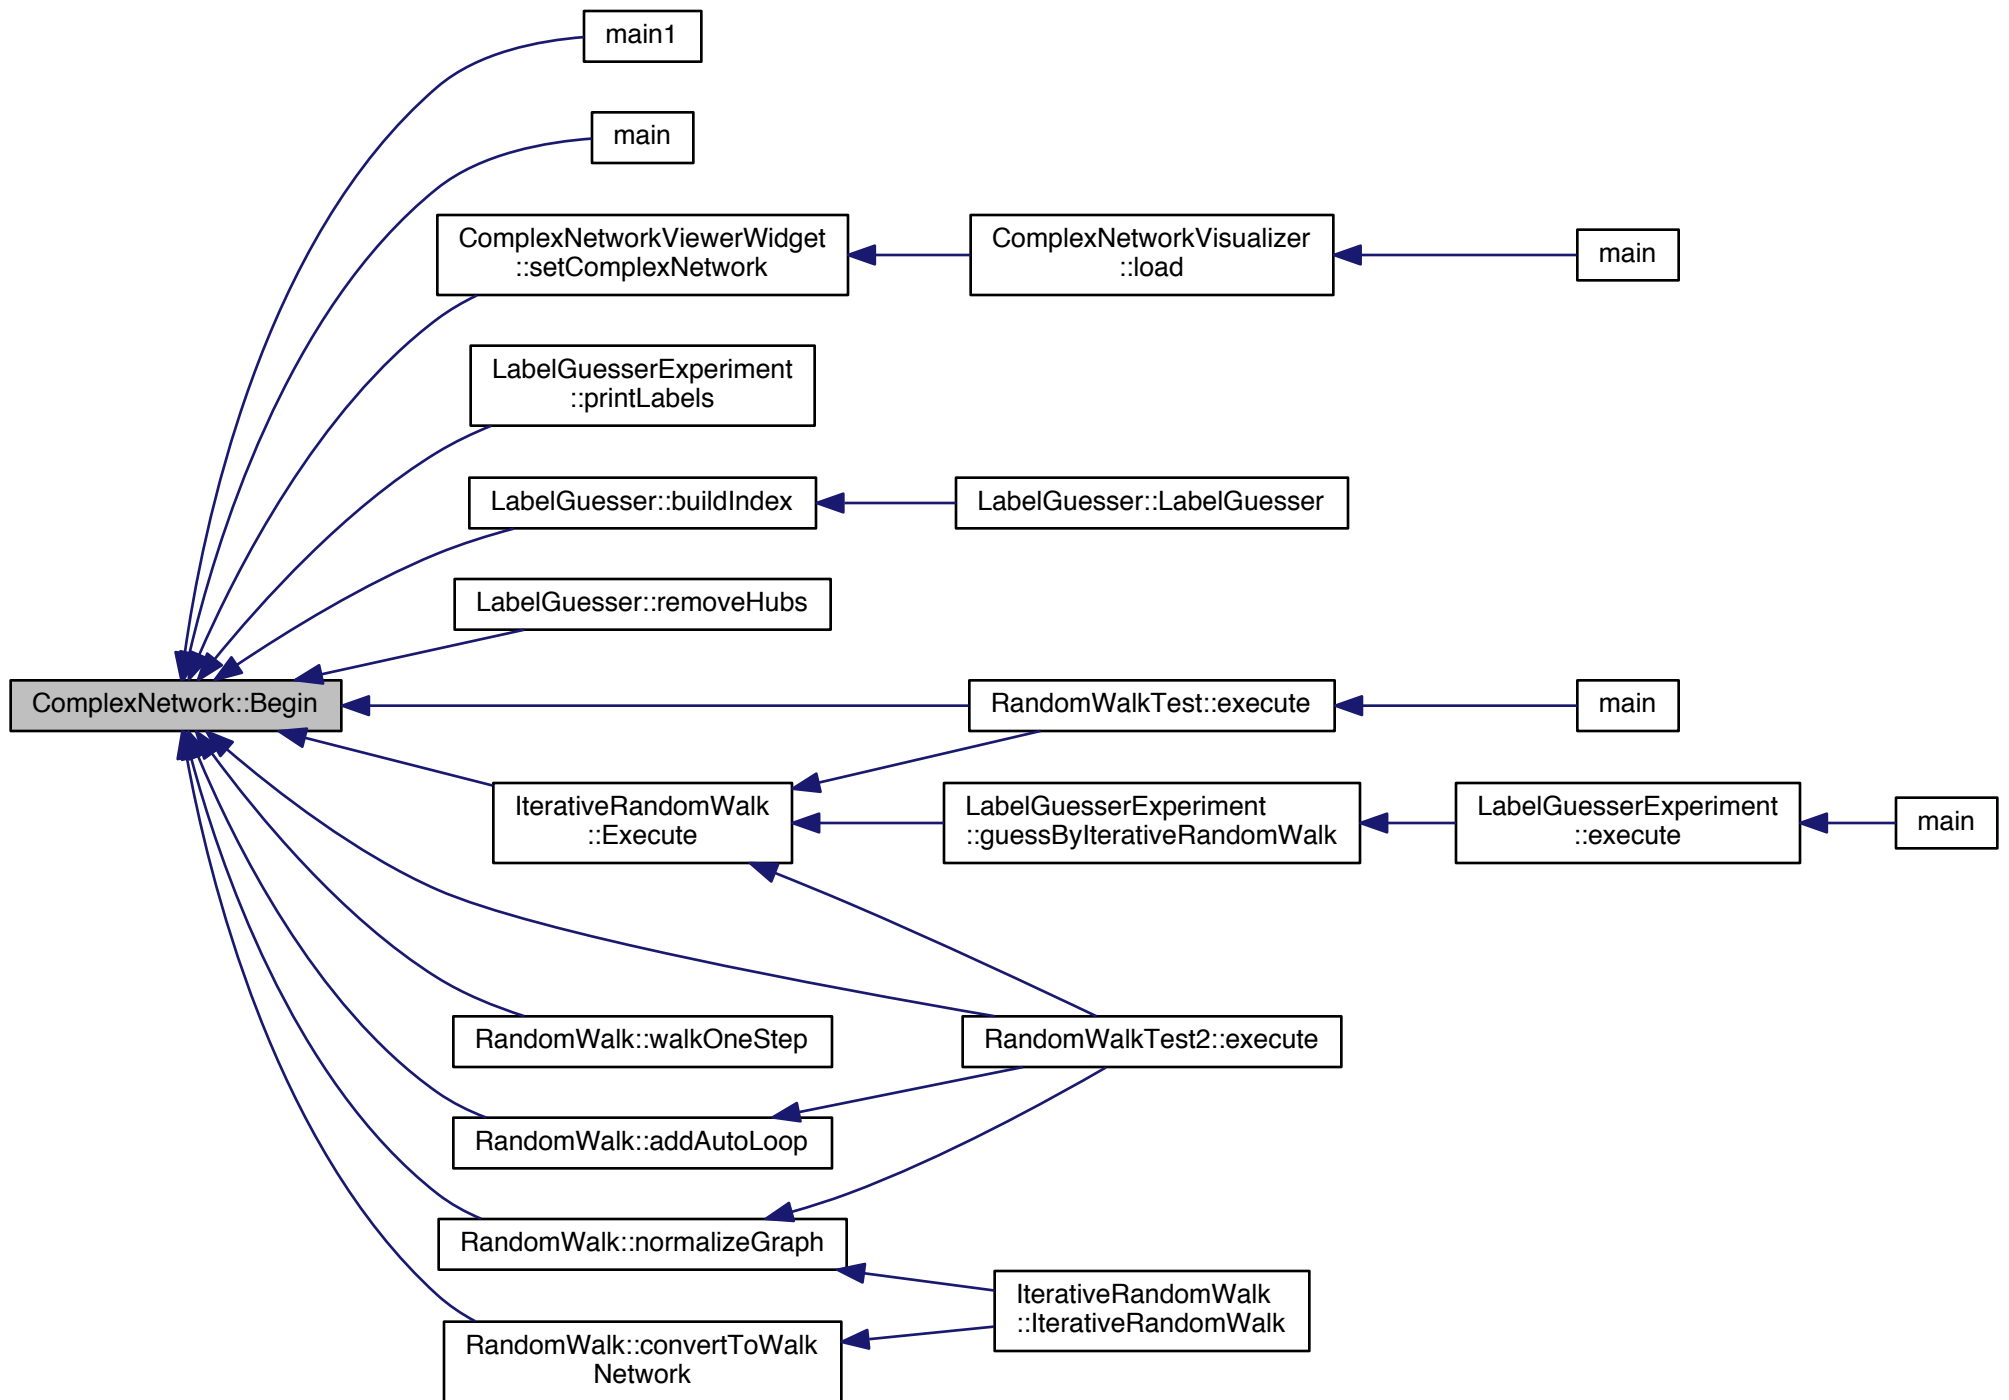 main1
main
ComplexNetworkViewerWidget
::setComplexNetwork
ComplexNetworkVisualizer
::load
main
LabelGuesserExperiment
::printLabels
LabelGuesser::buildIndex
LabelGuesser::LabelGuesser
LabelGuesser::removeHubs
ComplexNetwork::Begin
RandomWalkTest::execute
main
IterativeRandomWalk
::Execute
LabelGuesserExperiment
::guessByIterativeRandomWalk
LabelGuesserExperiment
::execute
main
RandomWalk::walkOneStep
RandomWalkTest2::execute
RandomWalk::addAutoLoop
RandomWalk::normalizeGraph
IterativeRandomWalk
::IterativeRandomWalk
RandomWalk::convertToWalk
Network